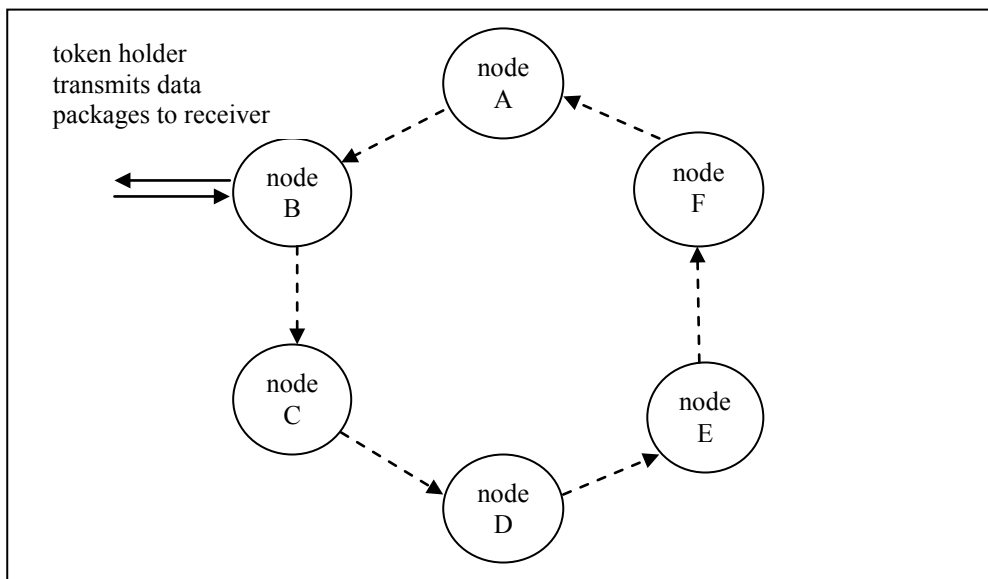 token holder
transmits data
packages to receiver
node
A
node
B
node
F
node
C
node
E
node
D